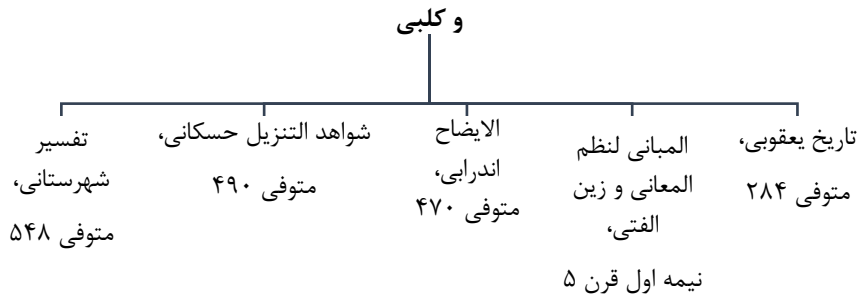 و کلبی
تاریخ یعقوبی،
متوفی ۲۸۴
المبانی لنظم
المعانی و زین
الفتی،
نیمه اول قرن ۵
الایضاح
اندرابی،
متوفی ۴۷۰
شواهد التنزیل حسکانی،
متوفی ۴۹۰
تفسیر
شهرستانی،
متوفی ۵۴۸